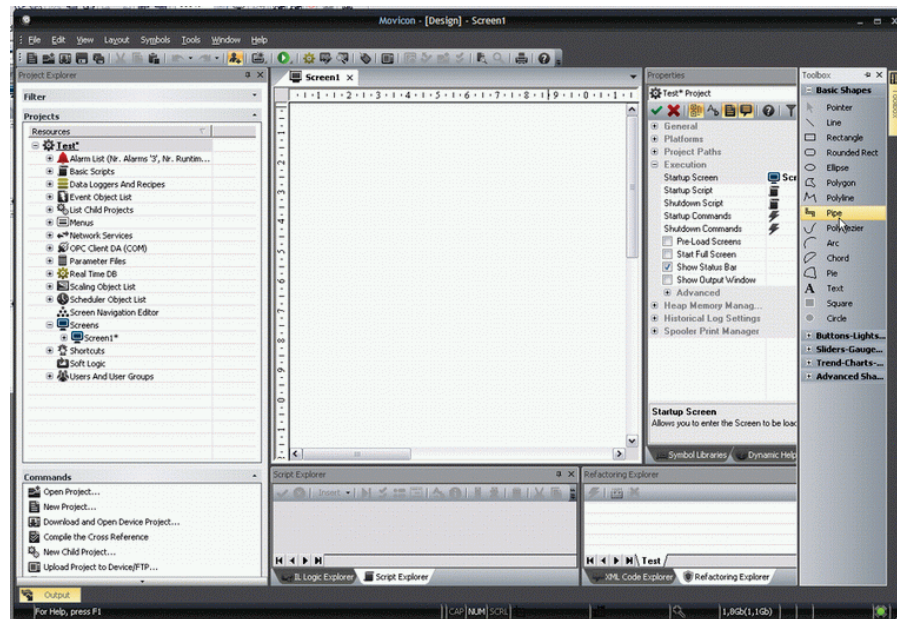 Movicon - [Design] - Screen1
File Edit View Layout Symbols Tools Window Help
Project Explorer
Filter
Projects
Resources
Test*
Alarm List (Nr. Alarms '3', Nr. Runtim...
Basic Scripts
Data Loggers And Recipes
Event Object List
List Child Projects
Menus
Network Services
OPC Client DA (COM)
Parameter Files
Real Time DB
Scaling Object List
Scheduler Object List
Screen Navigation Editor
Screens
Screen1*
Shortcuts
Soft Logic
Users And User Groups
Commands
Open Project...
New Project...
Download and Open Device Project...
Compile the Cross Reference
New Child Project...
Upload Project to Device/FTP...
Screen1
Properties
Test* Project
General
Platforms
Project Paths
Execution
Startup Screen Scr
Startup Script
Shutdown Script
Startup Commands
Shutdown Commands
Pre-Load Screens
Start Full Screen
Show Status Bar
Show Output Window
Advanced
Heap Memory Manag...
Historical Log Settings
Spooler Print Manager
Startup Screen
Allows you to enter the Screen to be loac
Symbol Libraries Dynamic Help
Toolbox
Basic Shapes
Pointer
Line
Rectangle
Rounded Rect
Elipse
Polygon
Polyline
Pipe
Polybezier
Arc
Chord
Pie
Text
Square
Circle
Buttons-Lights...
Sliders-Gauge...
Trend-Charts-...
Advanced Sha...
Script Explorer
Insert
IL Logic Explorer Script Explorer
Refactoring Explorer
Test
XML Code Explorer Refactoring Explorer
Output
For Help, press F1
CAP NUM SCRL
1,8Gb(1,1Gb)